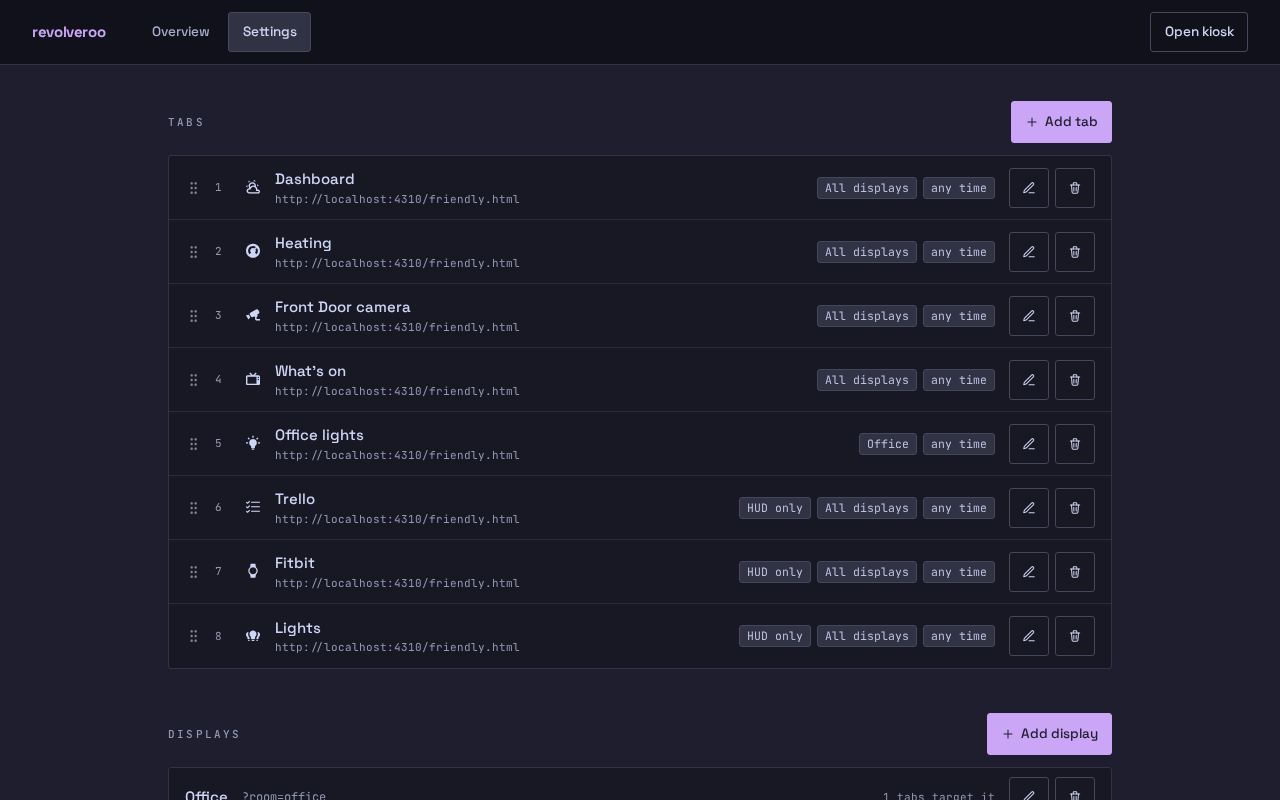 revolveroo Overview Settings Open kiosk
TABS + Add tab
1 Dashboard All displays any time
http://localhost:4310/friendly.html
2 Heating All displays any time
http://localhost:4310/friendly.html
3 Front Door camera All displays any time
http://localhost:4310/friendly.html
4 What's on All displays any time
http://localhost:4310/friendly.html
5 Office lights Office any time
http://localhost:4310/friendly.html
6 Trello HUD only All displays any time
http://localhost:4310/friendly.html
7 Fitbit HUD only All displays any time
http://localhost:4310/friendly.html
8 Lights HUD only All displays any time
http://localhost:4310/friendly.html
DISPLAYS + Add display
Office ?room=office 1 tabs target it